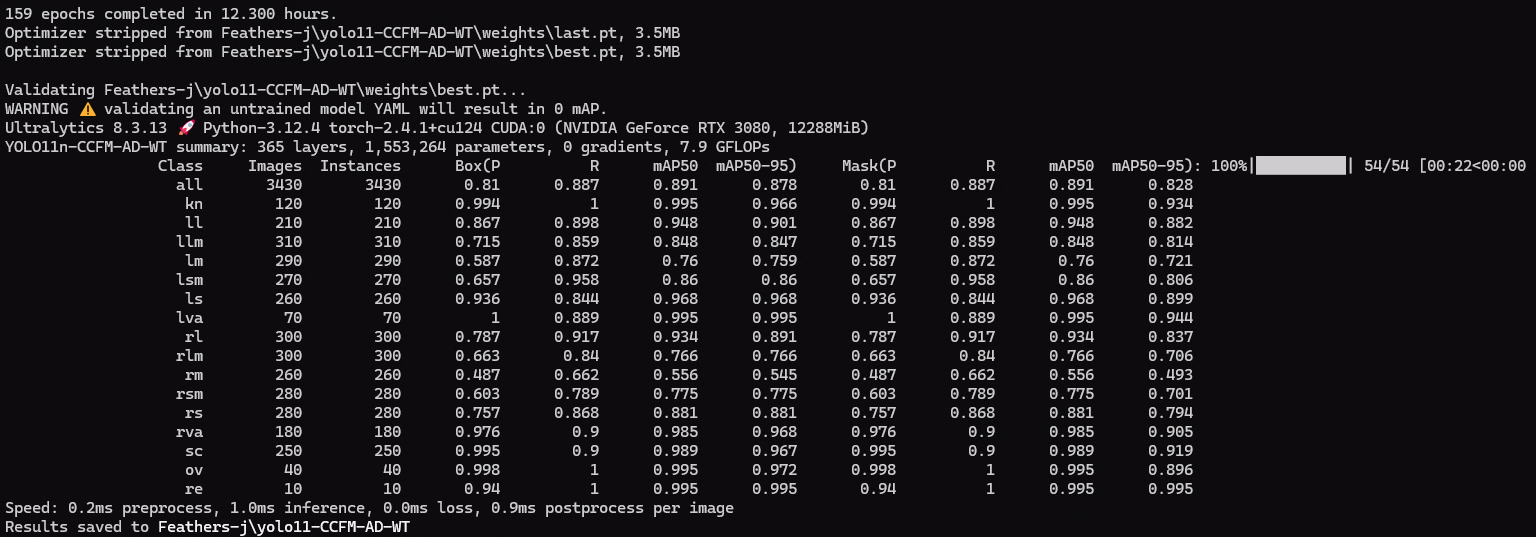 159 epochs completed in 12.300 hours.
Optimizer stripped from Feathers-j\yolo11-CCFM-AD-WT\weights\last.pt, 3.5MB
Optimizer stripped from Feathers-j\yolo11-CCFM-AD-WT\weights\best.pt, 3.5MB
Validating Feathers-j\yolo11-CCFM-AD-WT\weights\best.pt...
WARNING ⚠️ validating an untrained model YAML will result in 0 mAP.
Ultralytics 8.3.13 🚀 Python-3.12.4 torch-2.4.1+cu124 CUDA:0 (NVIDIA GeForce RTX 3080, 12288MiB)
YOLO11n-CCFM-AD-WT summary: 365 layers, 1,553,264 parameters, 0 gradients, 7.9 GFLOPs
Class Images Instances Box(P R mAP50 mAP50-95) Mask(P R mAP50 mAP50-95): 100%|██████████| 54/54 [00:22<00:00
all 3430 3430 0.81 0.887 0.891 0.878 0.81 0.887 0.891 0.828
kn 120 120 0.994 1 0.995 0.966 0.994 1 0.995 0.934
ll 210 210 0.867 0.898 0.948 0.901 0.867 0.898 0.948 0.882
llm 310 310 0.715 0.859 0.848 0.847 0.715 0.859 0.848 0.814
lm 290 290 0.587 0.872 0.76 0.759 0.587 0.872 0.76 0.721
lsm 270 270 0.657 0.958 0.86 0.86 0.657 0.958 0.86 0.806
ls 260 260 0.936 0.844 0.968 0.968 0.936 0.844 0.968 0.899
lva 70 70 1 0.889 0.995 0.995 1 0.889 0.995 0.944
rl 300 300 0.787 0.917 0.934 0.891 0.787 0.917 0.934 0.837
rlm 300 300 0.663 0.84 0.766 0.766 0.663 0.84 0.766 0.706
rm 260 260 0.487 0.662 0.556 0.545 0.487 0.662 0.556 0.493
rsm 280 280 0.603 0.789 0.775 0.775 0.603 0.789 0.775 0.701
rs 280 280 0.757 0.868 0.881 0.881 0.757 0.868 0.881 0.794
rva 180 180 0.976 0.9 0.985 0.968 0.976 0.9 0.985 0.905
sc 250 250 0.995 0.9 0.989 0.967 0.995 0.9 0.989 0.919
ov 40 40 0.998 1 0.995 0.972 0.998 1 0.995 0.896
re 10 10 0.94 1 0.995 0.995 0.94 1 0.995 0.995
Speed: 0.2ms preprocess, 1.0ms inference, 0.0ms loss, 0.9ms postprocess per image
Results saved to Feathers-j\yolo11-CCFM-AD-WT